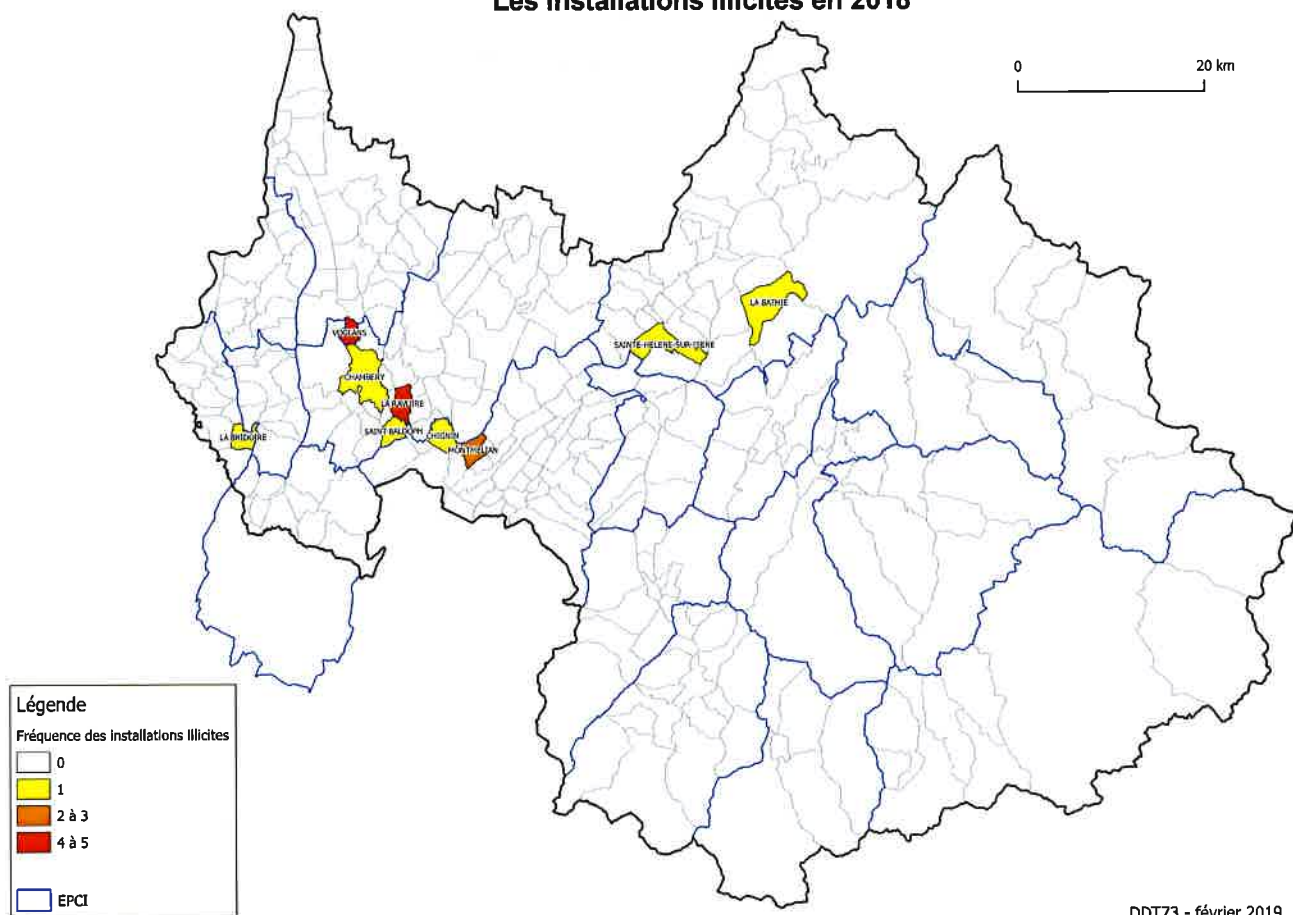 Les installations illicites en 2018
0 20 km
LA BATHIE
VOGLANS
SAINTE-HELENE-SUR-ISERE
CHAMBERY
LA RAVOIRE
SAINT-BALDOPH
CHIGNIN
LA BRIDOIRE
MONTMELIAN
Légende
Fréquence des installations illicites
0
1
2 à 3
4 à 5
EPCI
DDT73 - février 2019